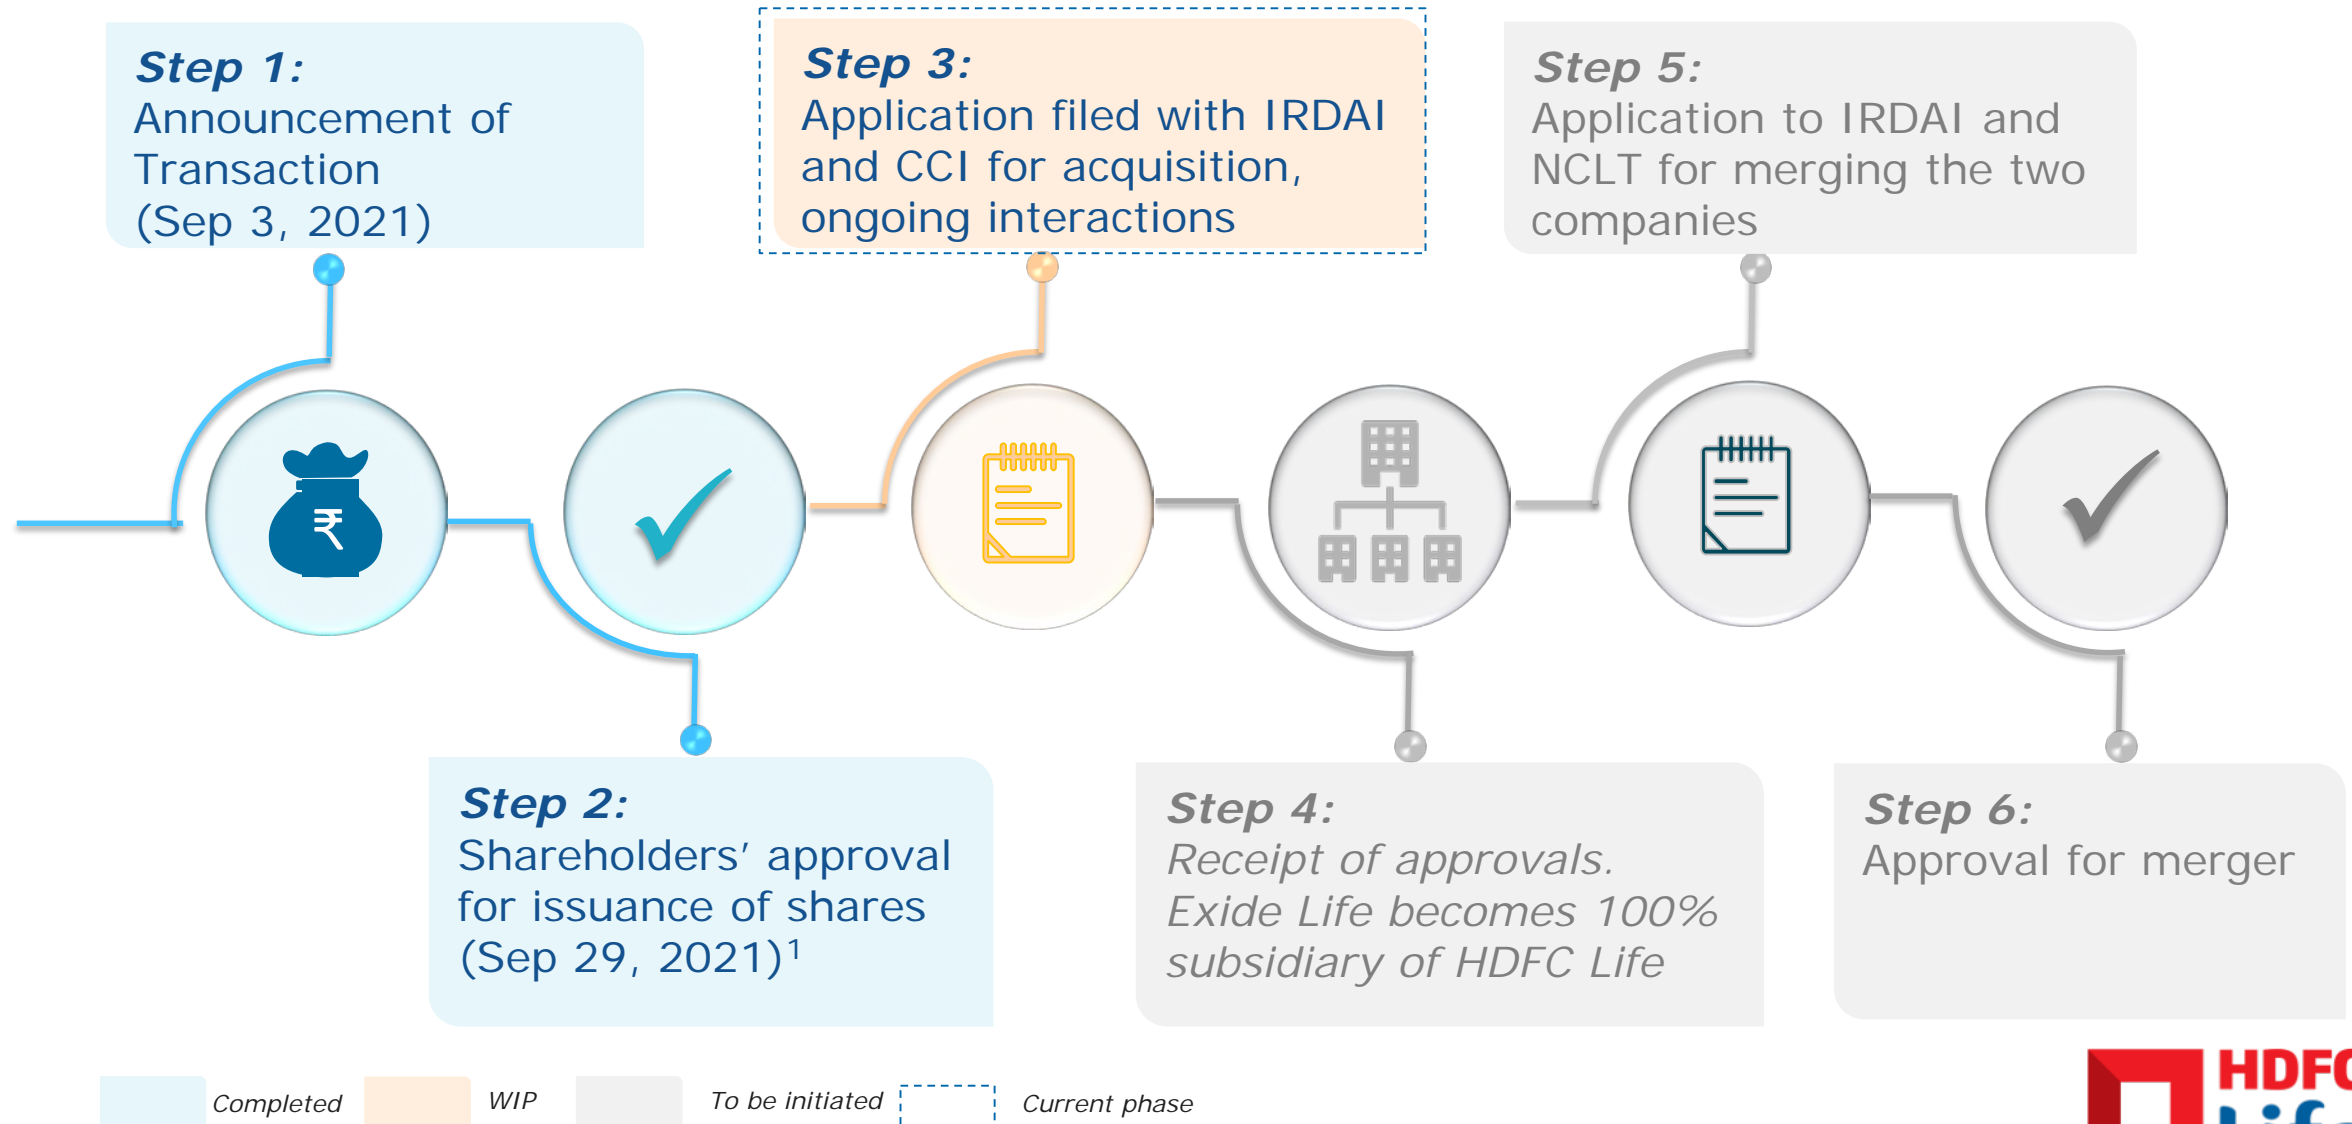 Step 1:
Announcement of
Transaction
(Sep 3, 2021)
Step 3:
Application filed with IRDAI
and CCI for acquisition,
ongoing interactions
Step 5:
Application to IRDAI and
NCLT for merging the two
companies
₹
Step 2:
Shareholders’ approval
for issuance of shares
(Sep 29, 2021)¹
Step 4:
Receipt of approvals.
Exide Life becomes 100%
subsidiary of HDFC Life
Step 6:
Approval for merger
Completed
WIP
To be initiated
Current phase
HDFC
Life